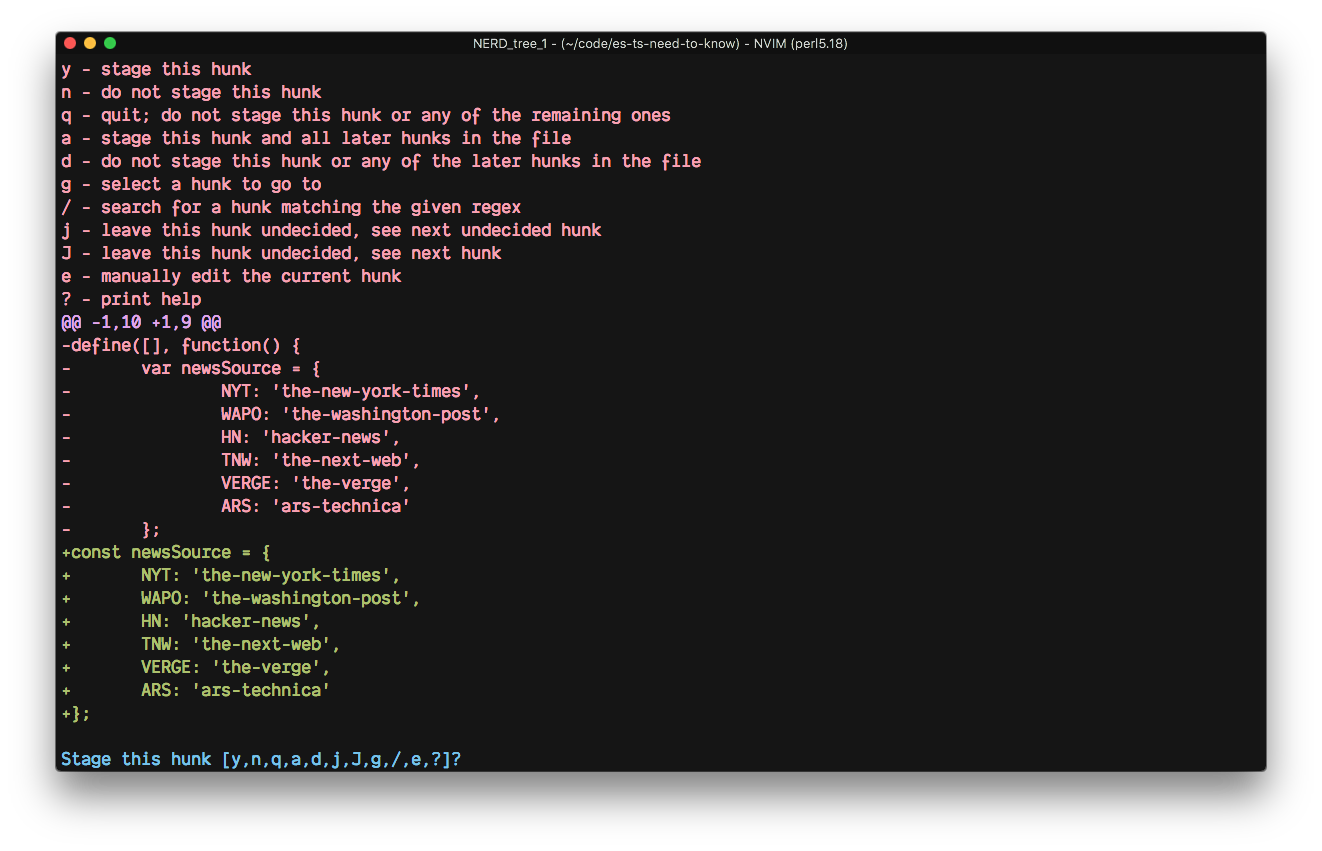 NERD_tree_1 - (~/code/es-ts-need-to-know) - NVIM (perl5.18)
y - stage this hunk
n - do not stage this hunk
q - quit; do not stage this hunk or any of the remaining ones
a - stage this hunk and all later hunks in the file
d - do not stage this hunk or any of the later hunks in the file
g - select a hunk to go to
/ - search for a hunk matching the given regex
j - leave this hunk undecided, see next undecided hunk
J - leave this hunk undecided, see next hunk
e - manually edit the current hunk
? - print help
@@ -1,10 +1,9 @@
-define([], function() {
-       var newsSource = {
-               NYT: 'the-new-york-times',
-               WAPO: 'the-washington-post',
-               HN: 'hacker-news',
-               TNW: 'the-next-web',
-               VERGE: 'the-verge',
-               ARS: 'ars-technica'
-       };
+const newsSource = {
+       NYT: 'the-new-york-times',
+       WAPO: 'the-washington-post',
+       HN: 'hacker-news',
+       TNW: 'the-next-web',
+       VERGE: 'the-verge',
+       ARS: 'ars-technica'
+};
Stage this hunk [y,n,q,a,d,j,J,g,/,e,?]?